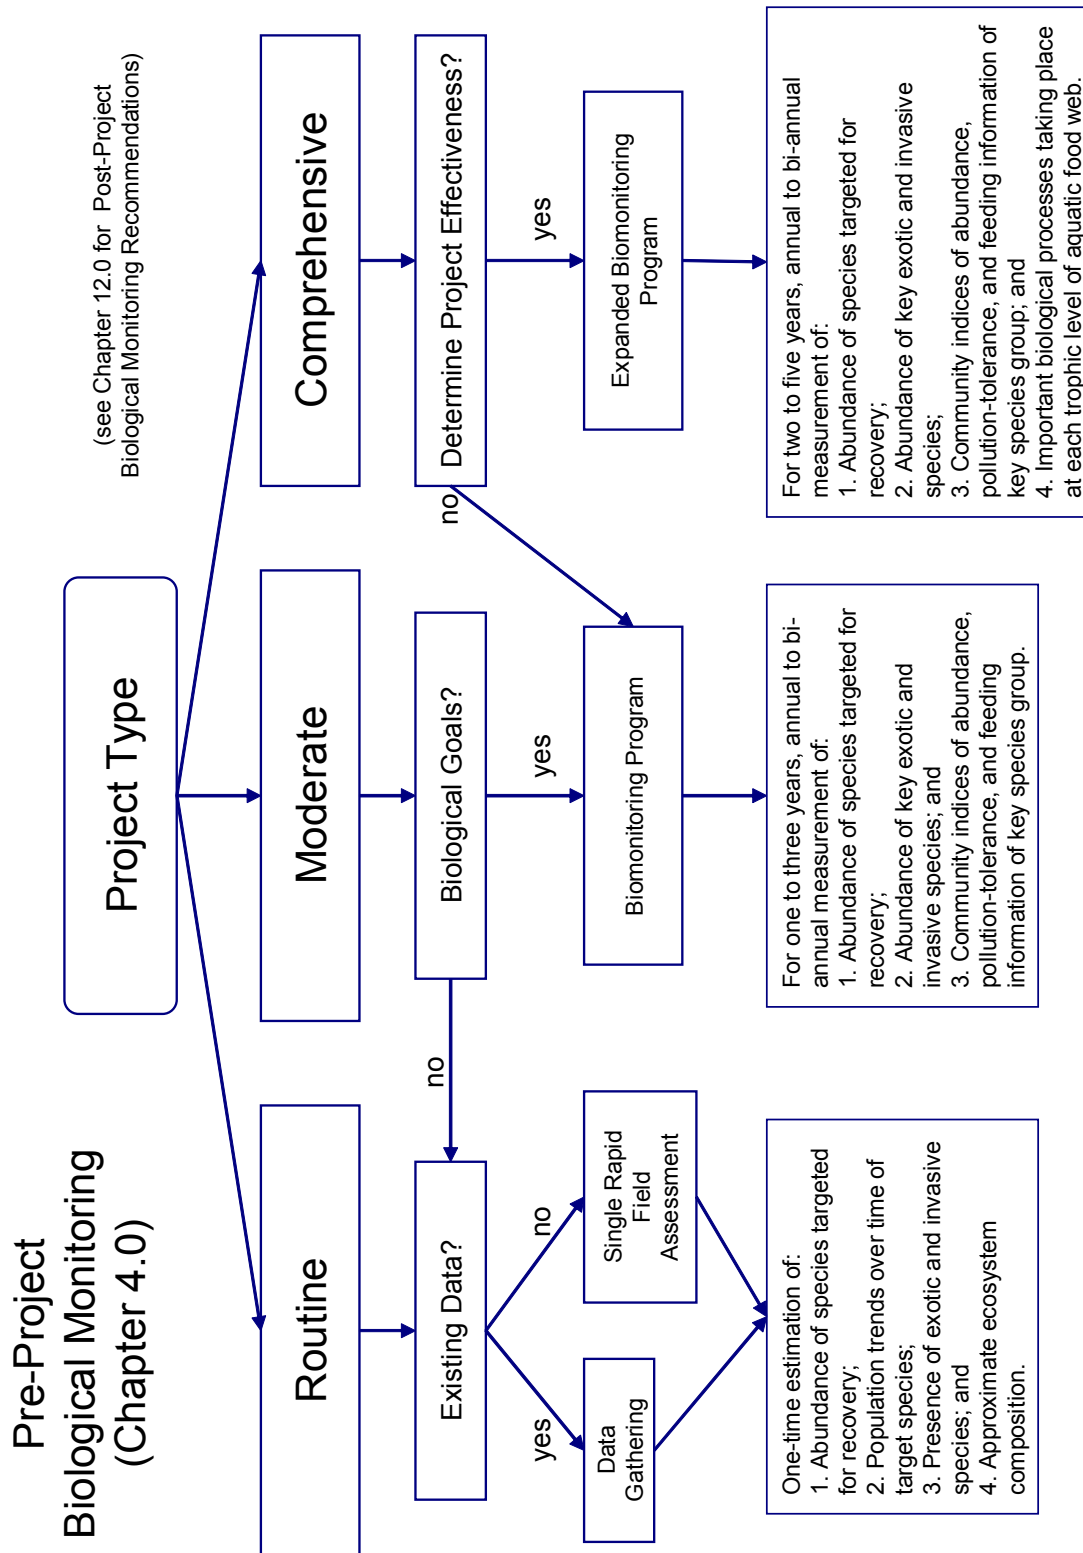 Pre-Project
Biological Monitoring
(Chapter 4.0)
(see Chapter 12.0 for Post-Project
Biological Monitoring Recommendations)
Project Type
Routine
Moderate
Comprehensive
Existing Data?
no
Biological Goals?
no
Determine Project Effectiveness?
yes
no
yes
yes
Data
Gathering
Single Rapid
Field
Assessment
Biomonitoring Program
Expanded Biomonitoring
Program
One-time estimation of:
1. Abundance of species targeted
for recovery;
2. Population trends over time of
target species;
3. Presence of exotic and invasive
species; and
4. Approximate ecosystem
composition.
For one to three years, annual to bi-
annual measurement of:
1. Abundance of species targeted for
recovery;
2. Abundance of key exotic and
invasive species; and
3. Community indices of abundance,
pollution-tolerance, and feeding
information of key species group.
For two to five years, annual to bi-annual
measurement of:
1. Abundance of species targeted for
recovery;
2. Abundance of key exotic and invasive
species;
3. Community indices of abundance,
pollution-tolerance, and feeding information of
key species group; and
4. Important biological processes taking place
at each trophic level of aquatic food web.